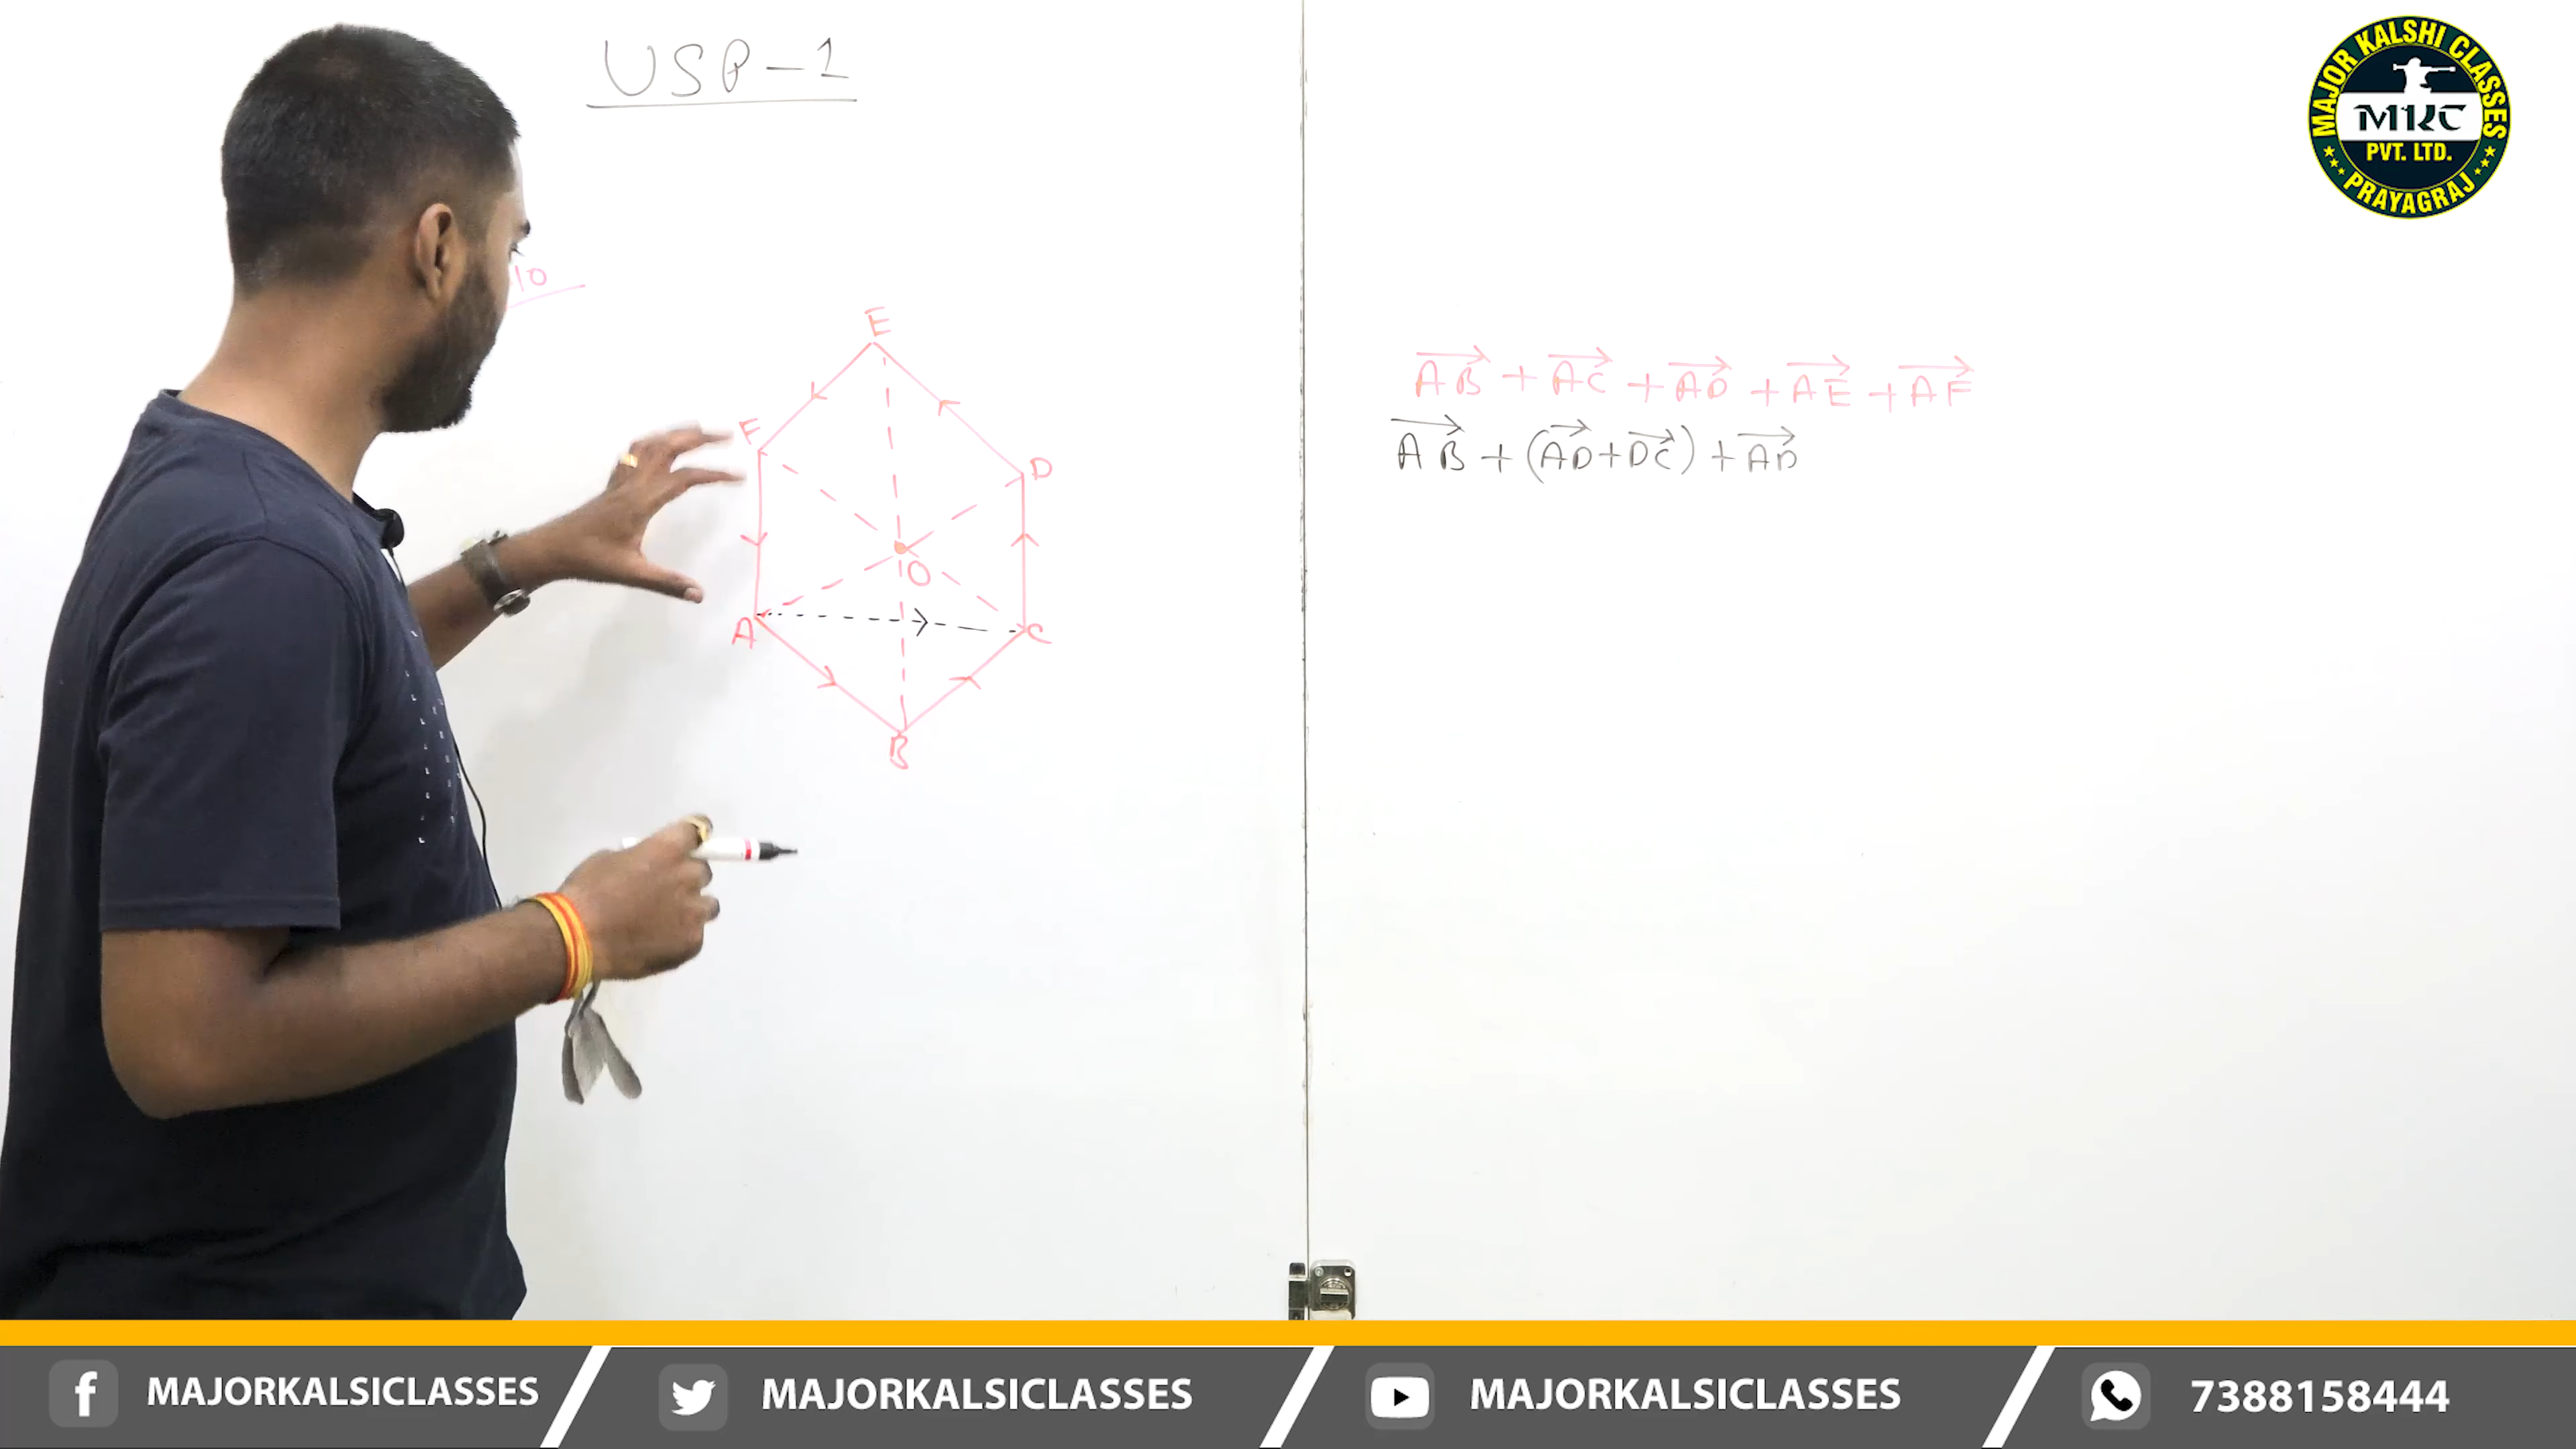 USP-1
10
E
F
D
O
A
C
B
AB + AC + AD + AE + AF
AB + (AD + DC) + AD
MAJOR KALSHI CLASSES
MKC
PVT. LTD.
PRAYAGRAJ
MAJORKALSICLASSES
MAJORKALSICLASSES
MAJORKALSICLASSES
7388158444